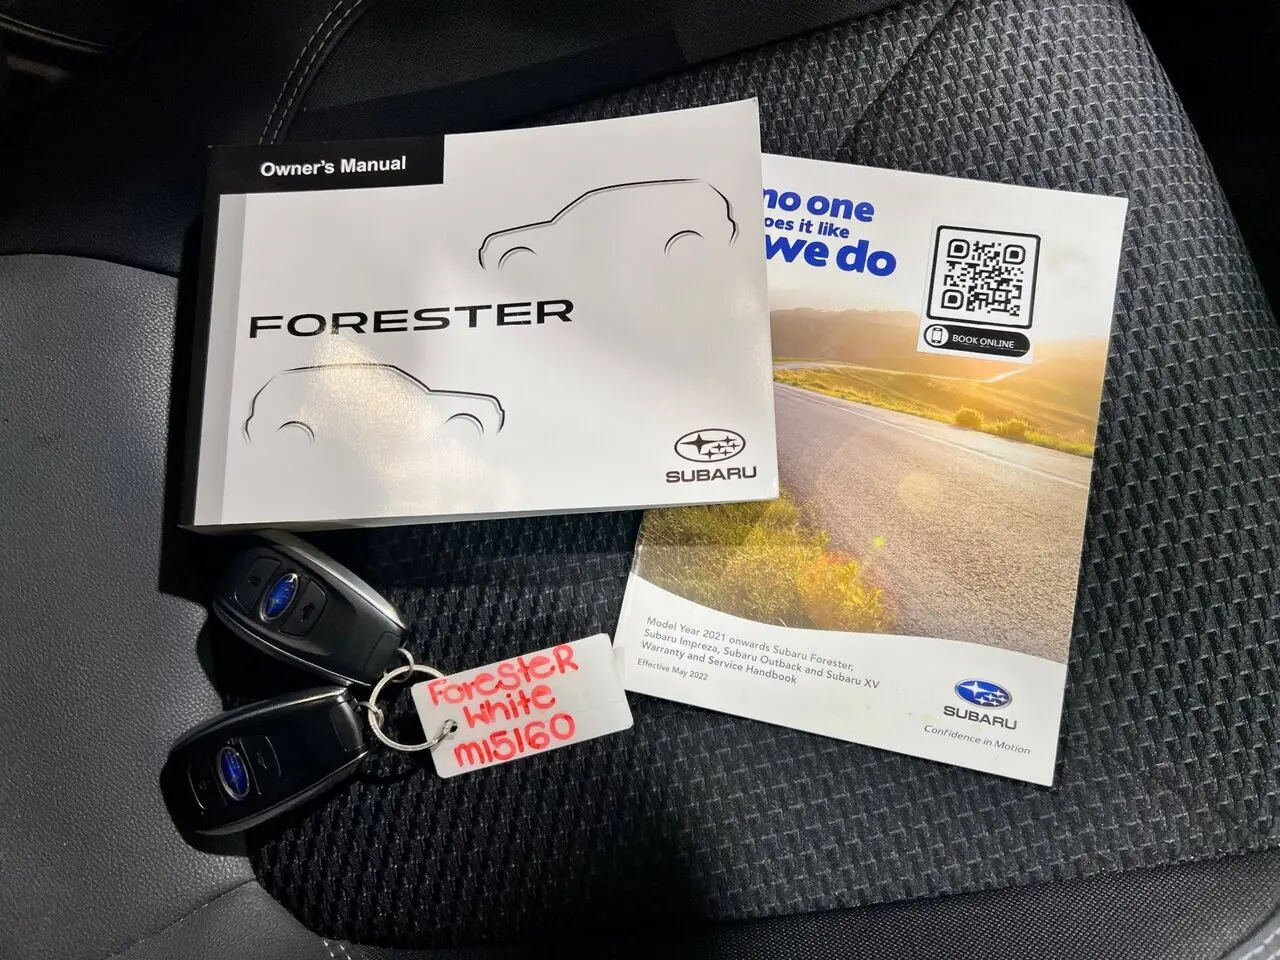 Owner's Manual
FORESTER
SUBARU
no one
oes it like
we do
BOOK ONLINE
Model Year 2021 onwards Subaru Forester,
Subaru Impreza, Subaru Outback and Subaru XV
Warranty and Service Handbook
Effective May 2022
SUBARU
Confidence in Motion
ForesteR
White
m15160